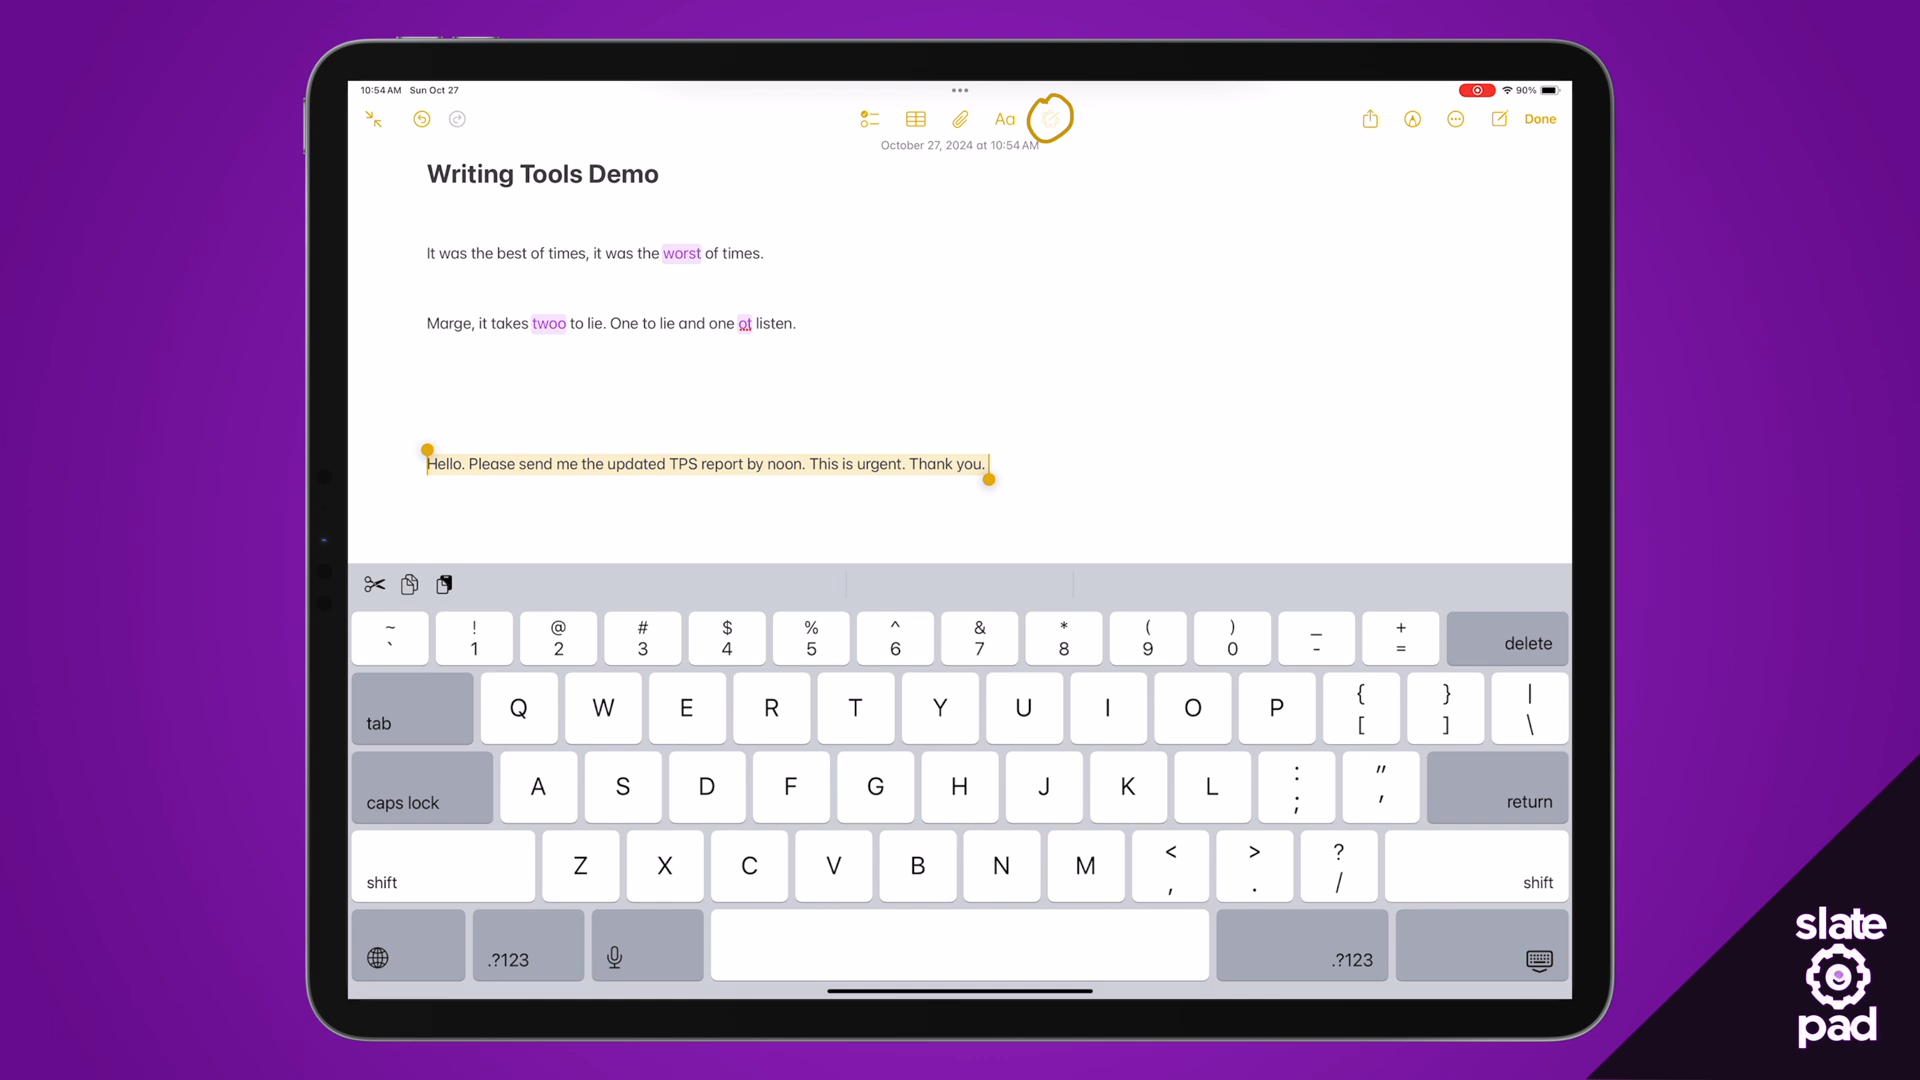 10:54 AM Sun Oct 27
90%
Aa
Done
October 27, 2024 at 10:54 AM
Writing Tools Demo
It was the best of times, it was the worst of times.
Marge, it takes twoo to lie. One to lie and one ot listen.
Hello. Please send me the updated TPS report by noon. This is urgent. Thank you.
~ ! @ # $ % ^ & * ( ) _ +
` 1 2 3 4 5 6 7 8 9 0 - = delete
tab Q W E R T Y U I O P { [ } ] | \
caps lock A S D F G H J K L : ; " ' return
shift Z X C V B N M < , > . ? / shift
.?123 .?123
slate
pad